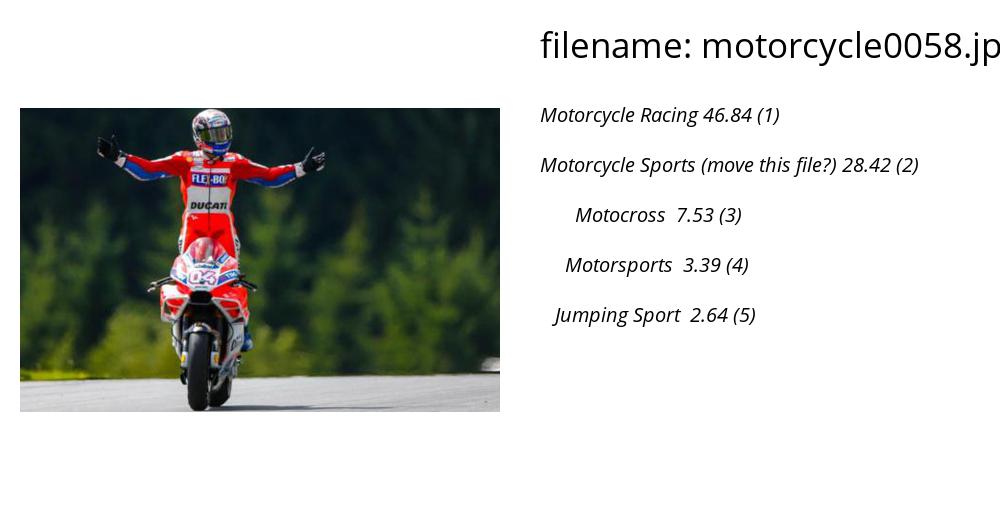 filename: motorcycle0058.jp
Motorcycle Racing 46.84 (1)
Motorcycle Sports (move this file?) 28.42 (2)
Motocross 7.53 (3)
Motorsports 3.39 (4)
Jumping Sport 2.64 (5)
FLEX-BOX
DUCATI
04